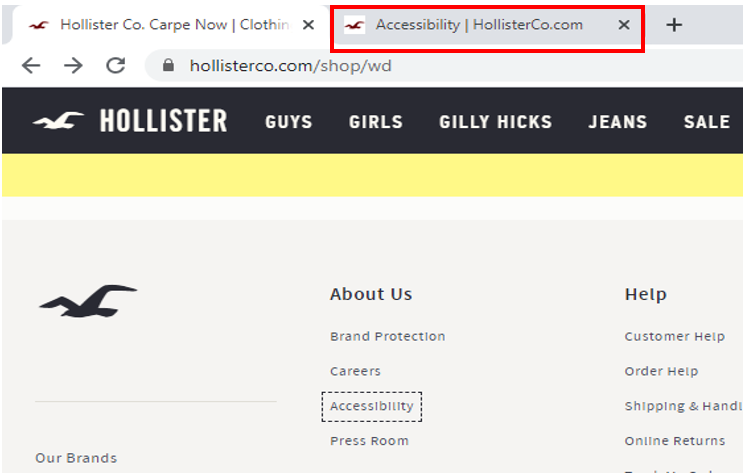 Hollister Co. Carpe Now | Clothin
Accessibility | HollisterCo.com
hollisterco.com/shop/wd
HOLLISTER GUYS GIRLS GILLY HICKS JEANS SALE
About Us
Brand Protection
Careers
Accessibility
Press Room
Help
Customer Help
Order Help
Shipping & Handl
Online Returns
Our Brands